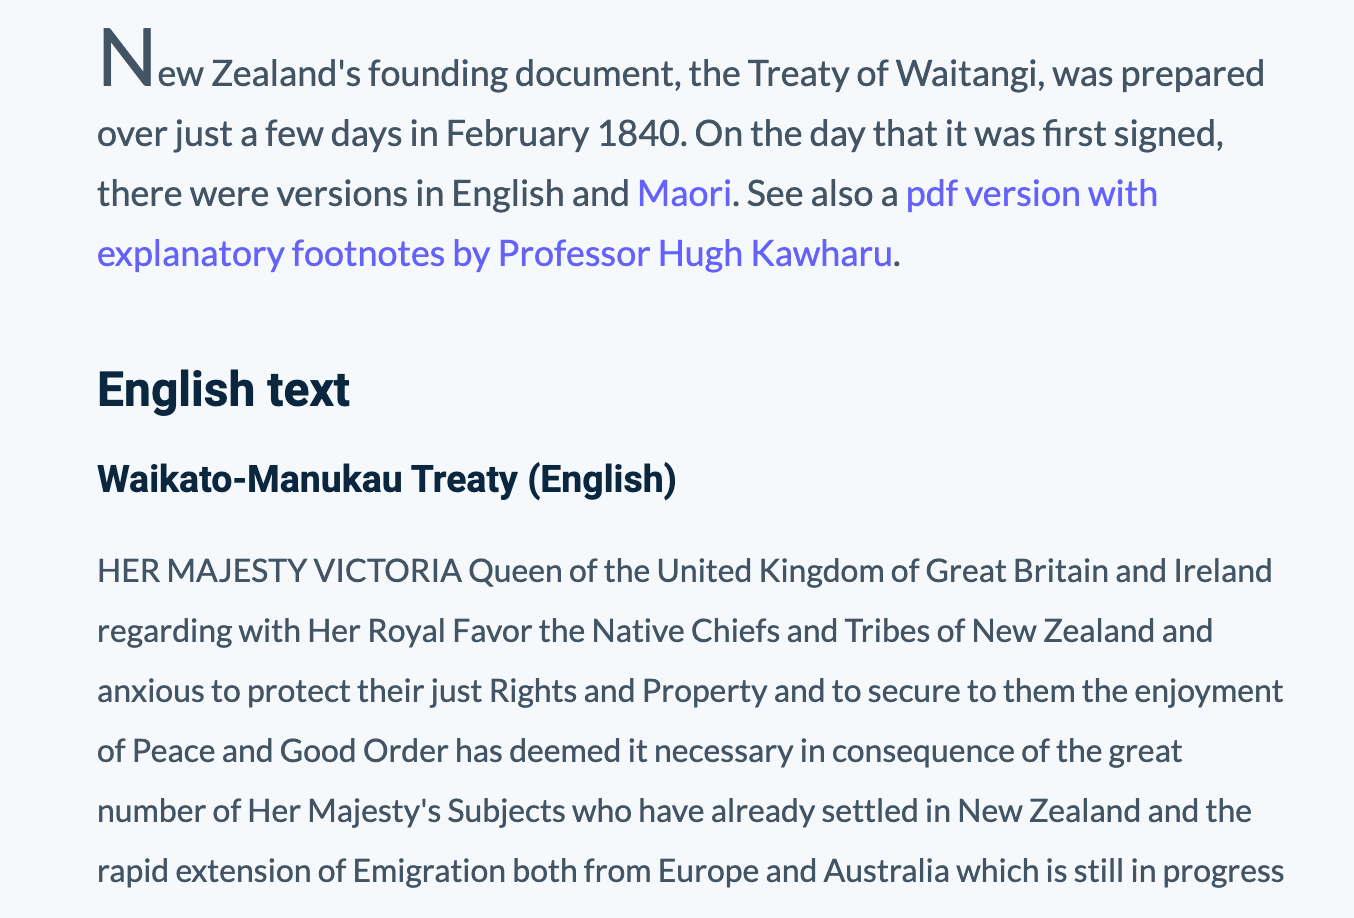 New Zealand's founding document, the Treaty of Waitangi, was prepared
over just a few days in February 1840. On the day that it was first signed,
there were versions in English and Maori. See also a pdf version with
explanatory footnotes by Professor Hugh Kawharu.
English text
Waikato-Manukau Treaty (English)
HER MAJESTY VICTORIA Queen of the United Kingdom of Great Britain and Ireland
regarding with Her Royal Favor the Native Chiefs and Tribes of New Zealand and
anxious to protect their just Rights and Property and to secure to them the enjoyment
of Peace and Good Order has deemed it necessary in consequence of the great
number of Her Majesty's Subjects who have already settled in New Zealand and the
rapid extension of Emigration both from Europe and Australia which is still in progress